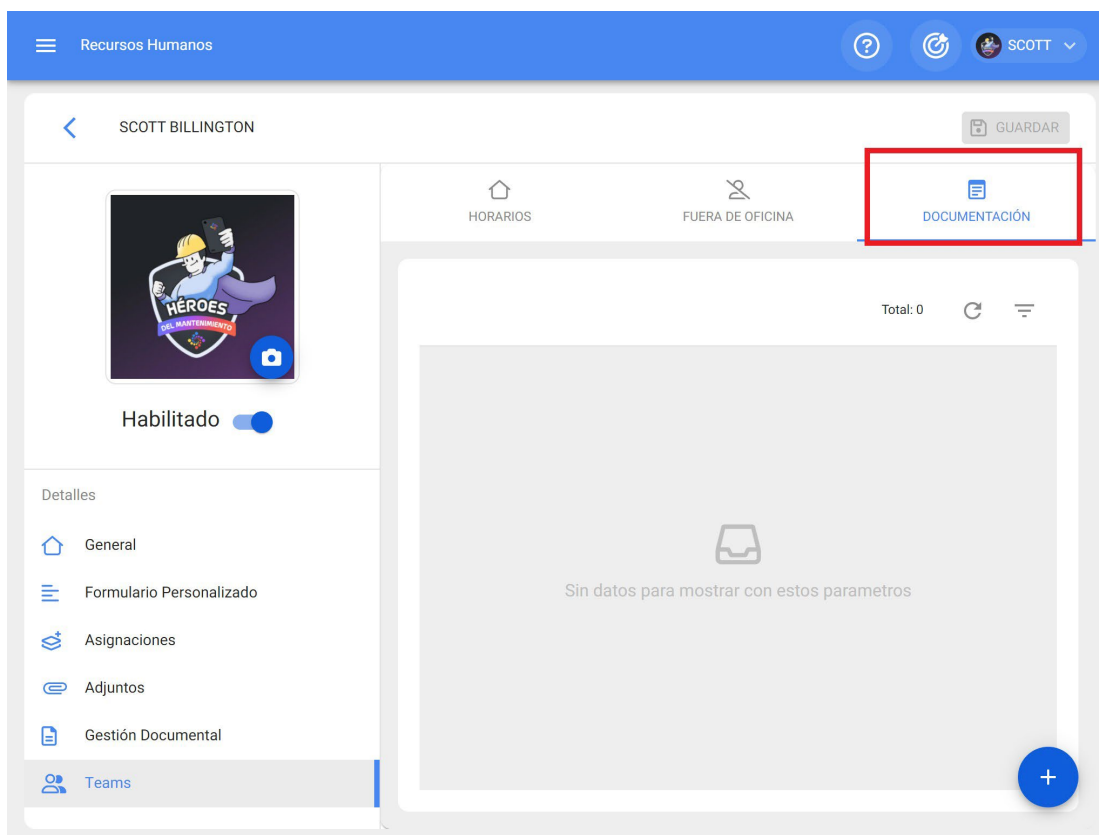 Recursos Humanos
SCOTT
SCOTT BILLINGTON
GUARDAR
HÉROES
DEL MANTENIMIENTO
Habilitado
Detalles
General
Formulario Personalizado
Asignaciones
Adjuntos
Gestión Documental
Teams
HORARIOS
FUERA DE OFICINA
DOCUMENTACIÓN
Total: 0
Sin datos para mostrar con estos parametros